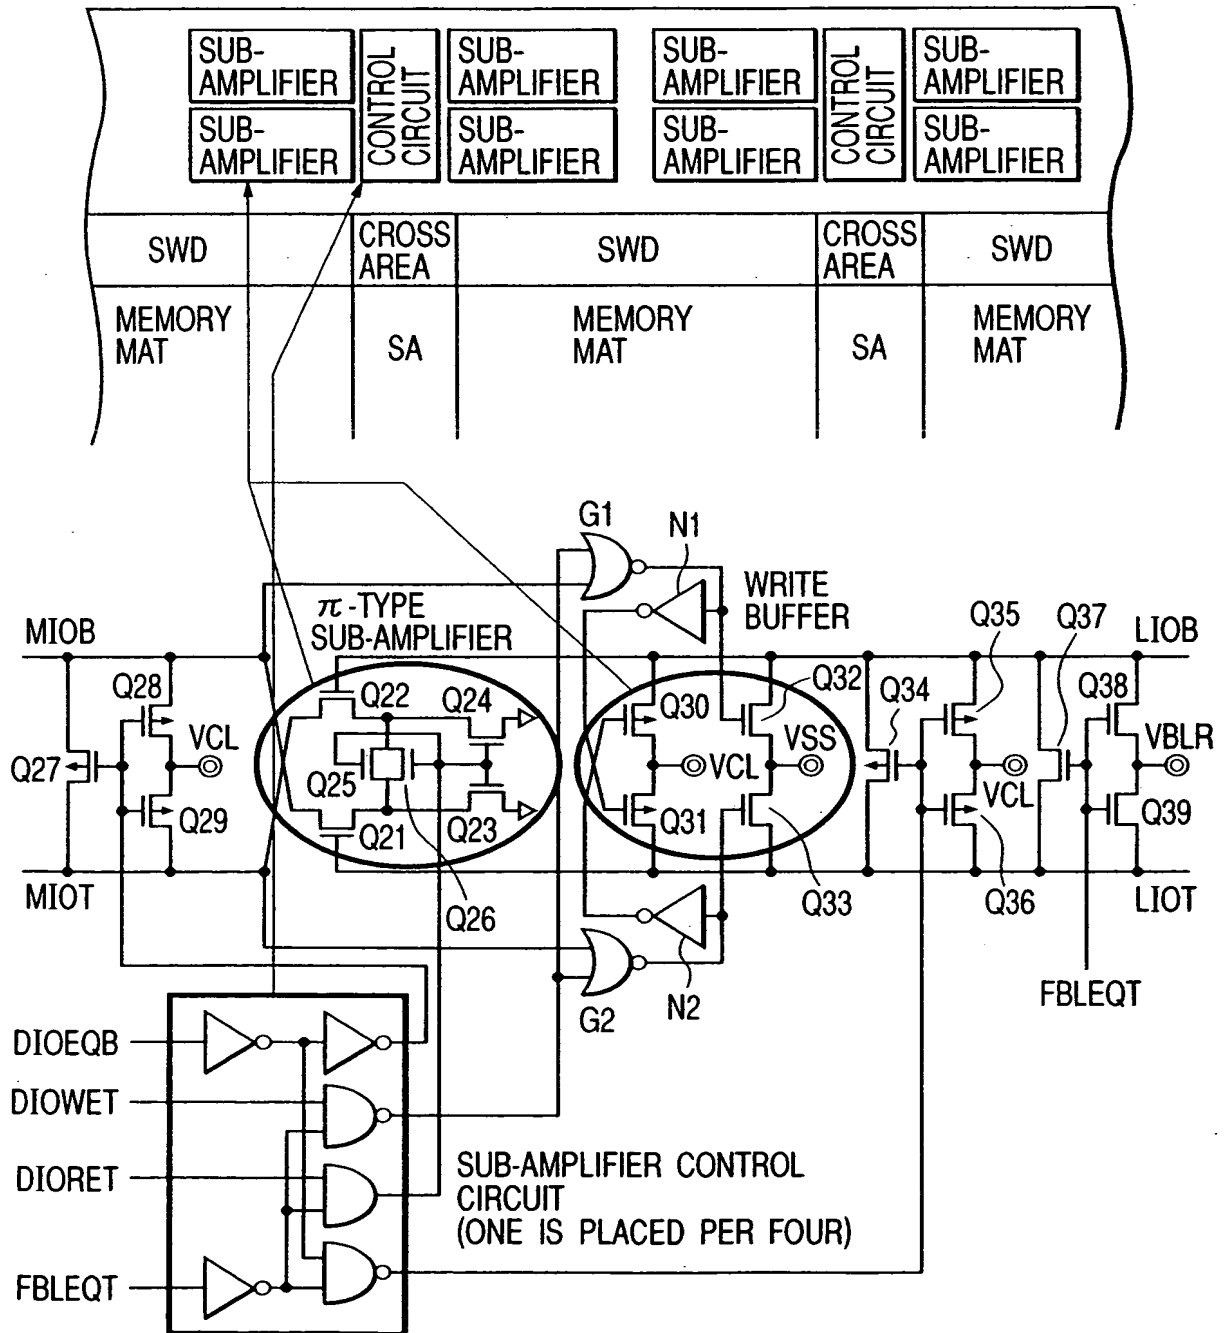 SUB-
AMPLIFIER
CONTROL
CIRCUIT
SUB-
AMPLIFIER
SUB-
AMPLIFIER
CONTROL
CIRCUIT
SUB-
AMPLIFIER
SUB-
AMPLIFIER
SUB-
AMPLIFIER
SUB-
AMPLIFIER
SUB-
AMPLIFIER
SWD
CROSS
AREA
SWD
CROSS
AREA
SWD
MEMORY
MAT
SA
MEMORY
MAT
SA
MEMORY
MAT
G1
N1
WRITE
BUFFER
π-TYPE
SUB-AMPLIFIER
MIOB
Q35
Q37
LIOB
Q28
Q22
Q24
Q30
Q32
Q34
Q38
VCL
VSS
VBLR
Q27
Q25
VCL
VCL
Q29
Q21
Q23
Q31
Q39
MIOT
Q26
Q33
Q36
LIOT
G2
N2
FBLEQT
DIOEQB
DIOWET
DIORET
FBLEQT
SUB-AMPLIFIER CONTROL
CIRCUIT
(ONE IS PLACED PER FOUR)